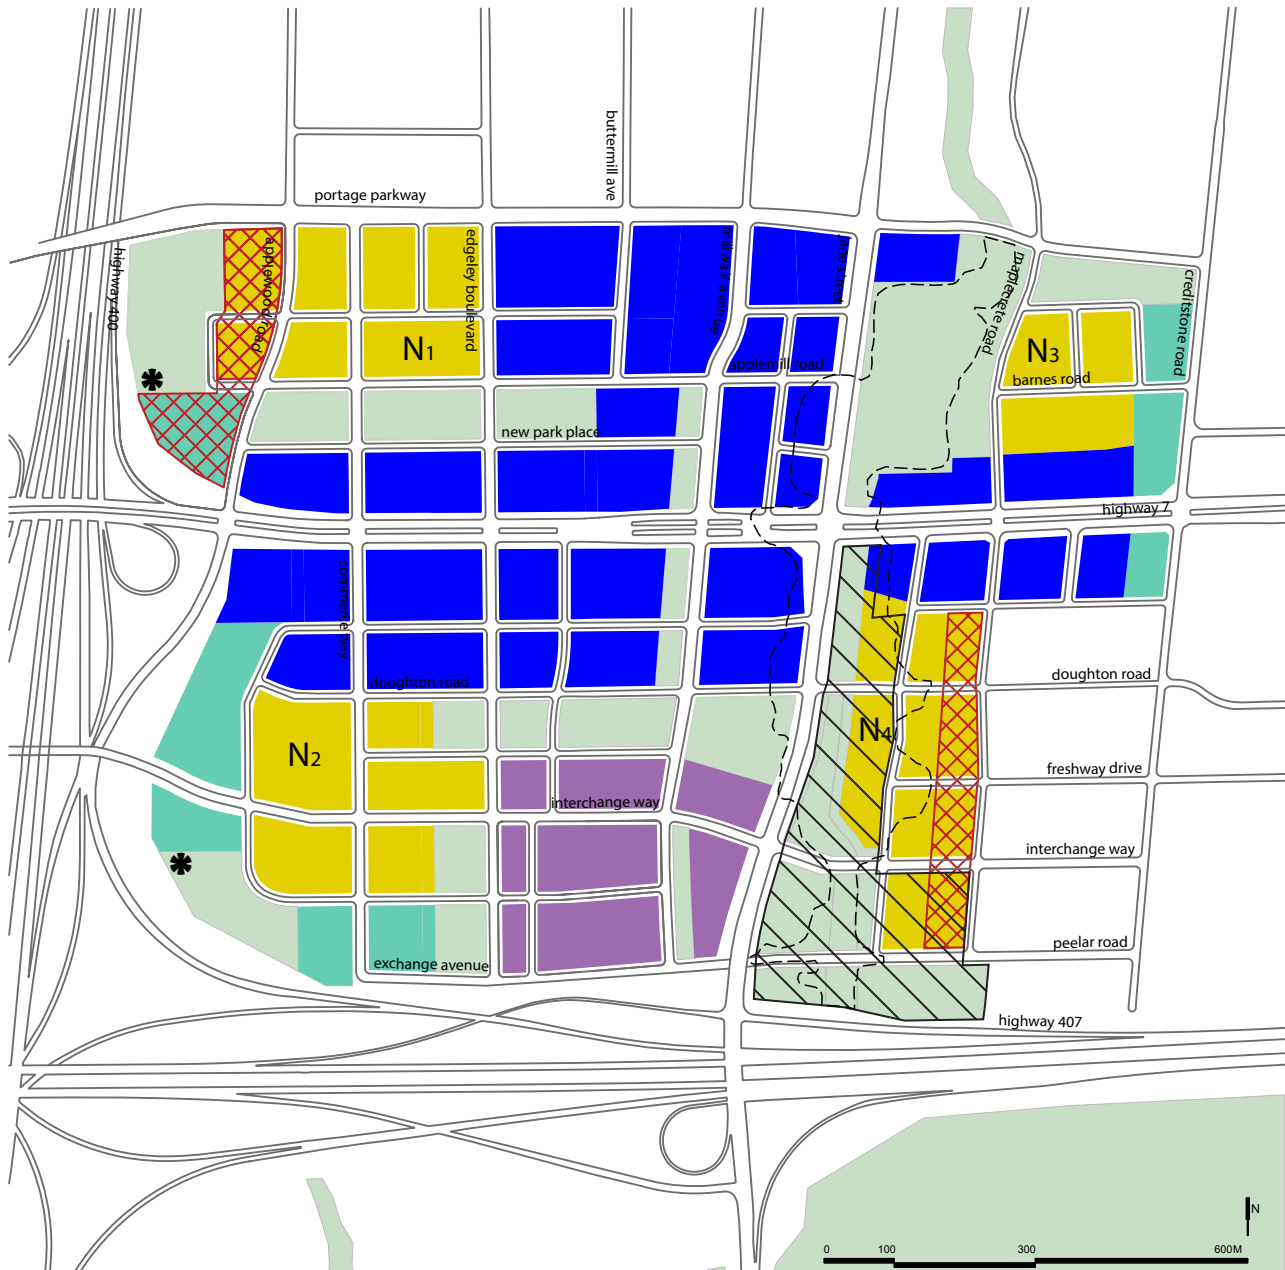 buttermill ave
portage parkway
highway 400
applewood road
edgeley boulevard
millway avenue
jane street
maplecrete road
creditstone road
N1
applemill road
N3
barnes road
new park place
highway 7
commerce way
doughton road
doughton road
N2
N4
freshway drive
interchange way
interchange way
peelar road
exchange avenue
highway 407
N
0 100 300 600M